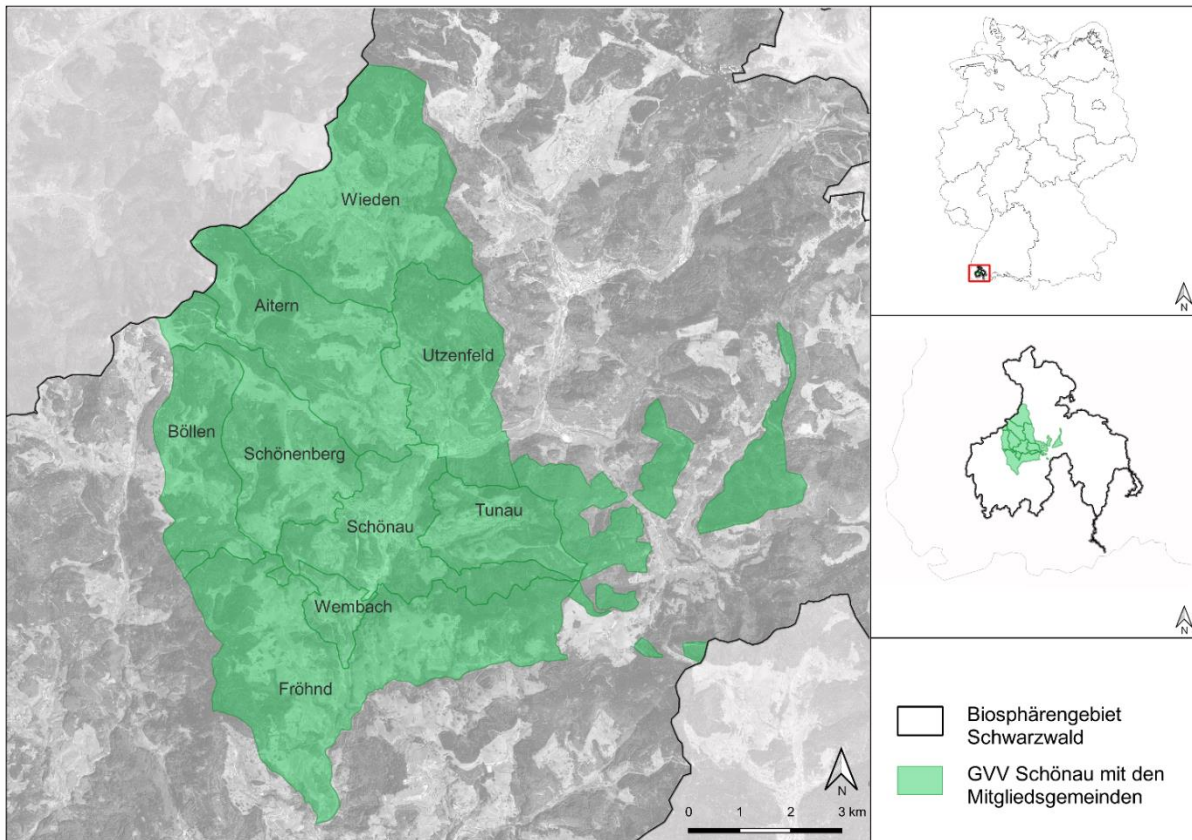 Wieden
Aitern
Utzenfeld
Böllen
Schönenberg
Tunau
Schönau
Wembach
Fröhnd
N
0 1 2 3 km
N
N
Biosphärengebiet
Schwarzwald
GVV Schönau mit den
Mitgliedsgemeinden